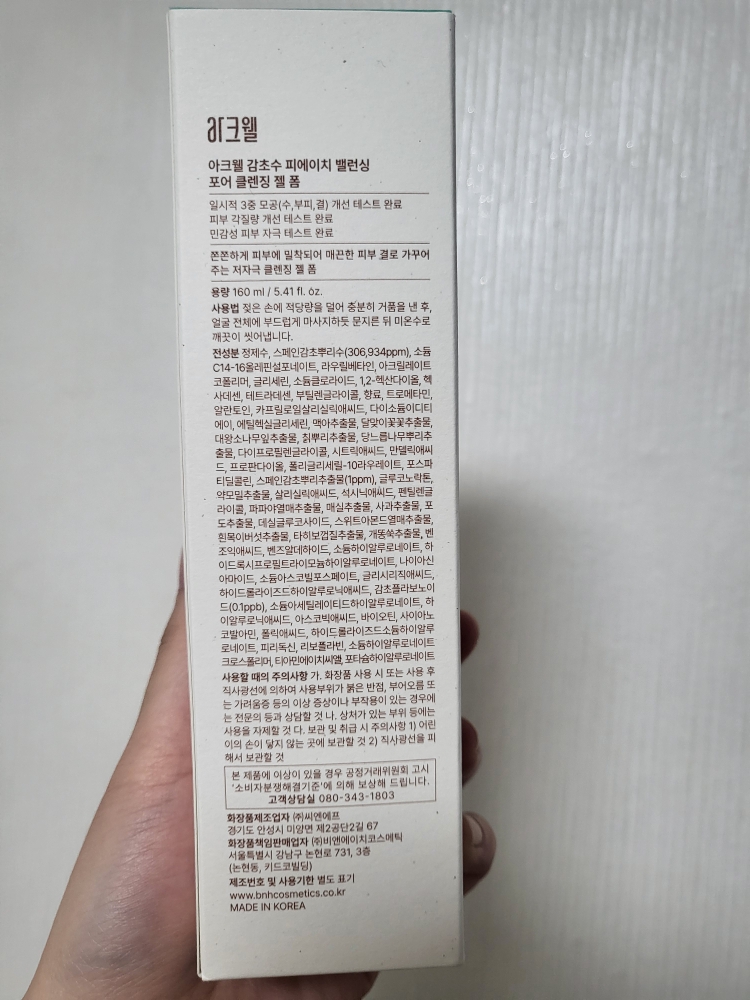 아크웰
아크웰 감초수 피에이치 밸런싱
포어 클렌징 젤 폼
일시적 3중 모공(수,부피,결) 개선 테스트 완료
피부 각질량 개선 테스트 완료
민감성 피부 자극 테스트 완료
쫀쫀하게 피부에 밀착되어 매끈한 피부 결로 가꾸어
주는 저자극 클렌징 젤 폼
용량 160 ml / 5.41 fl. oz.
사용법 젖은 손에 적당량을 덜어 충분히 거품을 낸 후,
얼굴 전체에 부드럽게 마사지하듯 문지른 뒤 미온수로
깨끗이 씻어냅니다.
전성분 정제수, 스페인감초뿌리수(306,934ppm), 소듐
C14-16올레핀설포네이트, 라우릴베타인, 아크릴레이트
코폴리머, 글리세린, 소듐클로라이드, 1,2-헥산다이올, 헥
사데센, 테트라데센, 부틸렌글라이콜, 향료, 트로메타민,
알란토인, 카프릴로일살리실릭애씨드, 다이소듐이디티
에이, 에틸헥실글리세린, 맥아추출물, 달맞이꽃꽃추출물,
대왕소나무잎추출물, 칡뿌리추출물, 당느릅나무뿌리추
출물, 다이프로필렌글라이콜, 시트릭애씨드, 만델릭애씨
드, 프로판다이올, 폴리글리세릴-10라우레이트, 포스파
티딜콜린, 스페인감초뿌리추출물(1ppm), 글루코노락톤,
약모밀추출물, 살리실릭애씨드, 석시닉애씨드, 펜틸렌글
라이콜, 파파야열매추출물, 매실추출물, 사과추출물, 포
도추출물, 데실글루코사이드, 스위트아몬드열매추출물,
흰목이버섯추출물, 타히보껍질추출물, 개똥쑥추출물, 벤
조익애씨드, 벤즈알데하이드, 소듐하이알루로네이트, 하
이드록시프로필트라이모늄하이알루로네이트, 나이아신
아마이드, 소듐아스코빌포스페이트, 글리시리직애씨드,
하이드롤라이즈드하이알루로닉애씨드, 감초플라보노이
드(0.1ppb), 소듐아세틸레이티드하이알루로네이트, 하
이알루로닉애씨드, 아스코빅애씨드, 바이오틴, 사이아노
코발아민, 폴릭애씨드, 하이드롤라이즈드소듐하이알루
로네이트, 피리독신, 리보플라빈, 소듐하이알루로네이트
크로스폴리머, 티아민에이치씨엘, 포타슘하이알루로네이트
사용할 때의 주의사항 가. 화장품 사용 시 또는 사용 후
직사광선에 의하여 사용부위가 붉은 반점, 부어오름 또
는 가려움증 등의 이상 증상이나 부작용이 있는 경우에
는 전문의 등과 상담할 것 나. 상처가 있는 부위 등에는
사용을 자제할 것 다. 보관 및 취급 시 주의사항 1) 어린
이의 손이 닿지 않는 곳에 보관할 것 2) 직사광선을 피
해서 보관할 것
본 제품에 이상이 있을 경우 공정거래위원회 고시
'소비자분쟁해결기준'에 의해 보상해 드립니다.
고객상담실 080-343-1803
화장품제조업자 ㈜씨엔에프
경기도 안성시 미양면 제2공단2길 67
화장품책임판매업자 ㈜비앤에이치코스메틱
서울특별시 강남구 논현로 731, 3층
(논현동, 키드코빌딩)
제조번호 및 사용기한 별도 표기
www.bnhcosmetics.co.kr
MADE IN KOREA